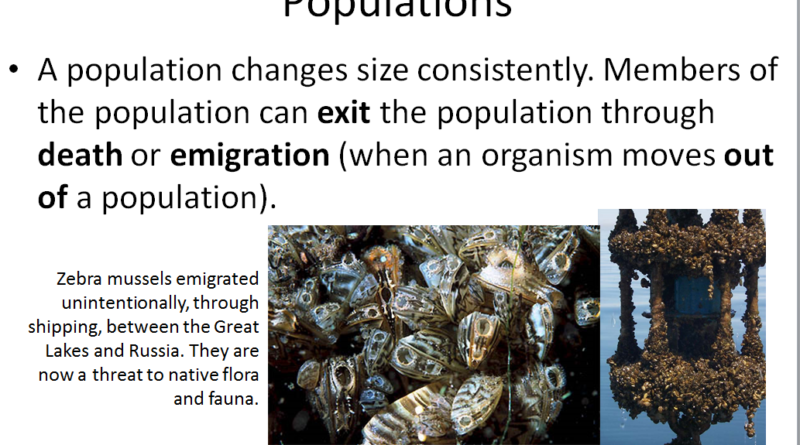 Populations
• A population changes size consistently. Members of
the population can exit the population through
death or emigration (when an organism moves out
of a population).
Zebra mussels emigrated
unintentionally, through
shipping, between the Great
Lakes and Russia. They are
now a threat to native flora
and fauna.